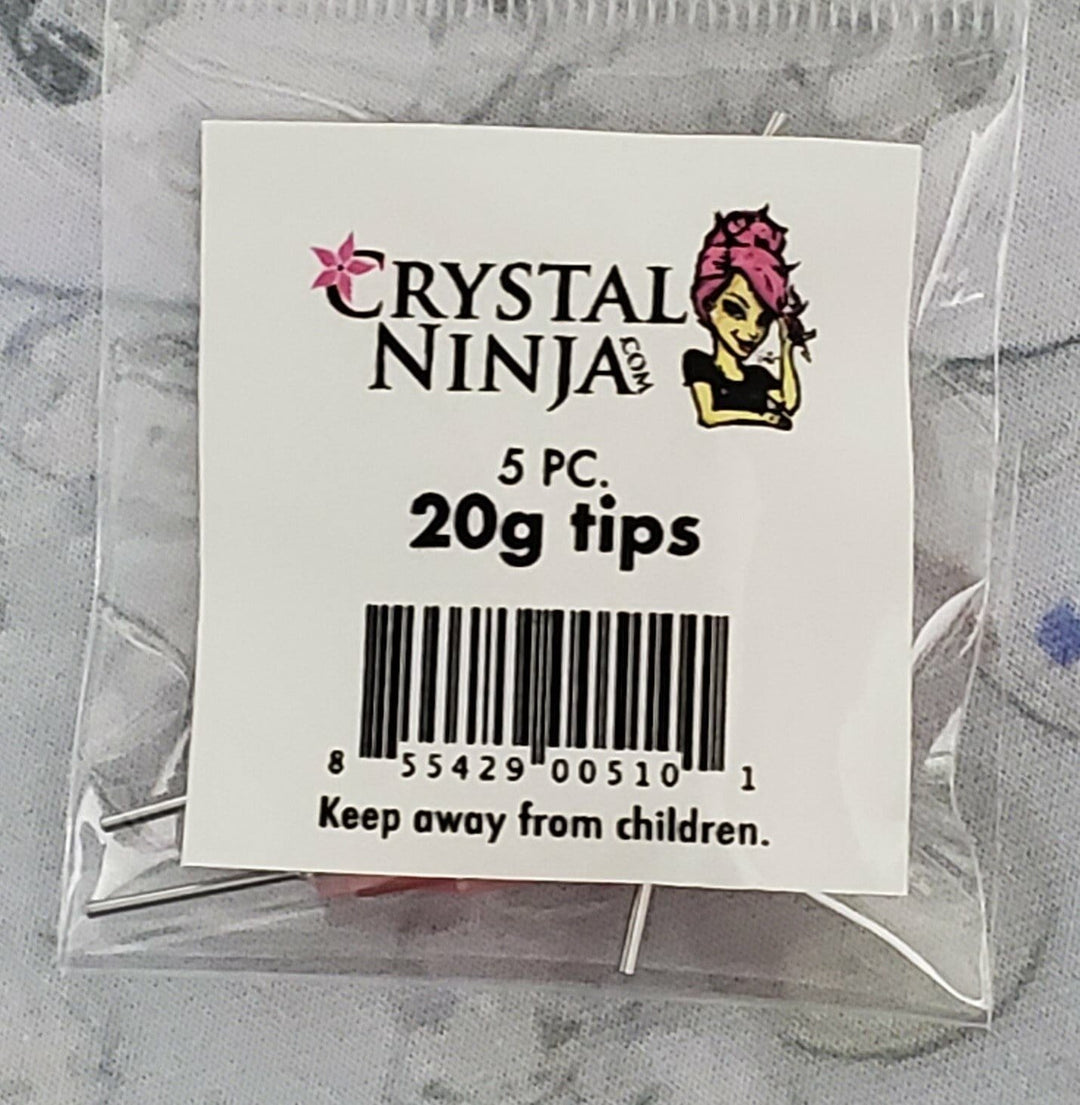 CRYSTAL
NINJA.COM
5 PC.
20g tips
8 55429 00510 1
Keep away from children.